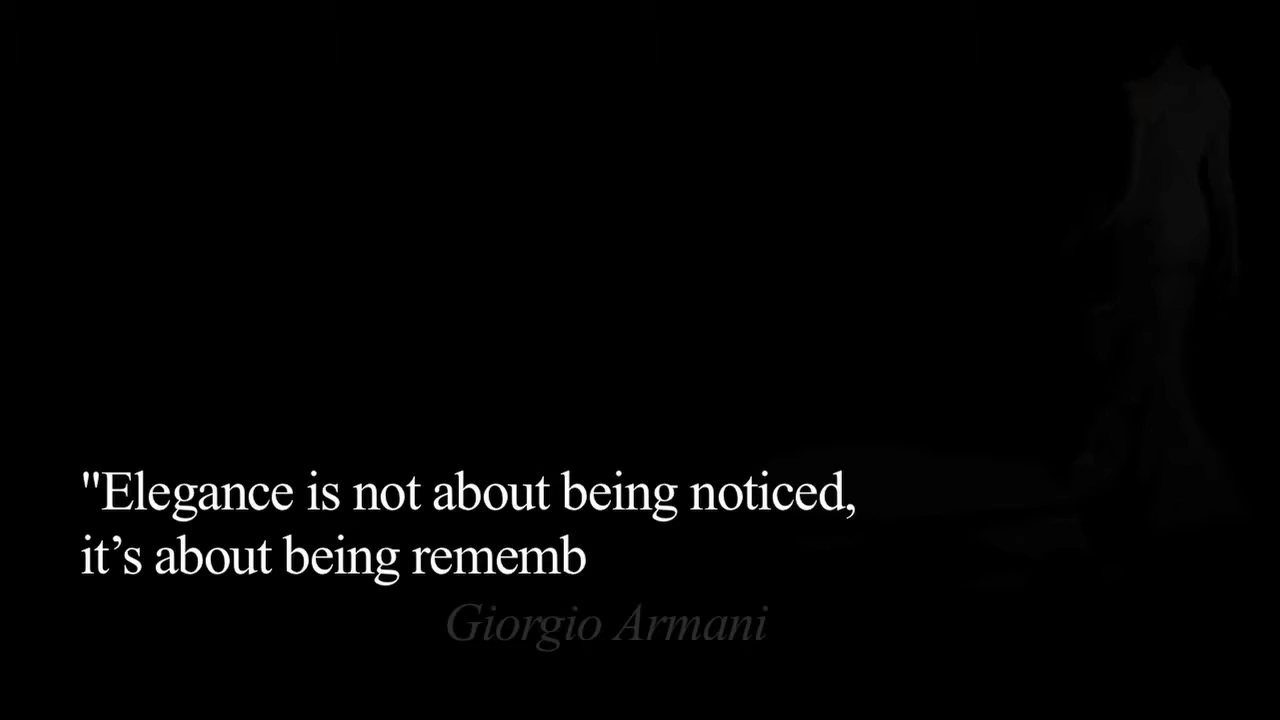 "Elegance is not about being noticed,
it’s about being rememb
Giorgio Armani